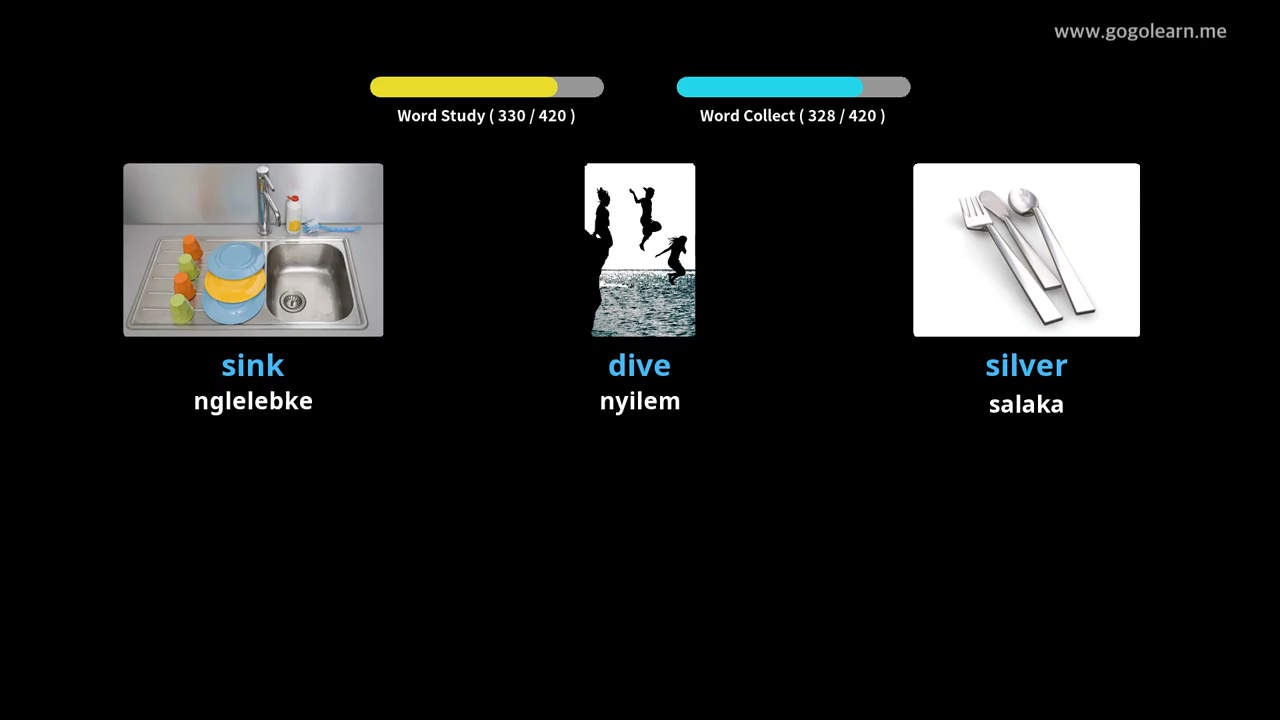 www.gogolearn.me
Word Study ( 330 / 420 )
Word Collect ( 328 / 420 )
sink
nglelebke
dive
nyilem
silver
salaka